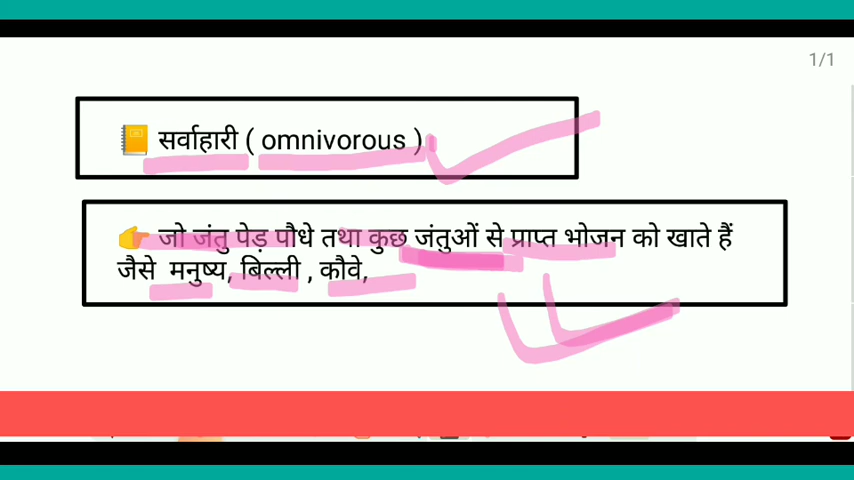 1/1
सर्वाहारी ( omnivorous )
जो जंतु पेड़ पौधे तथा कुछ जंतुओं से प्राप्त भोजन को खाते हैं
जैसे मनुष्य, बिल्ली , कौवे,